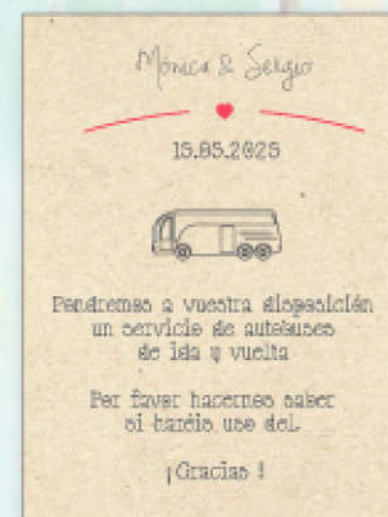 Mónica & Sergio
15.05.2025
Pondremos a vuestra disposición
un servicio de autobuses
de ida y vuelta
Por favor hacernos saber
si haréis uso del.
¡Gracias !